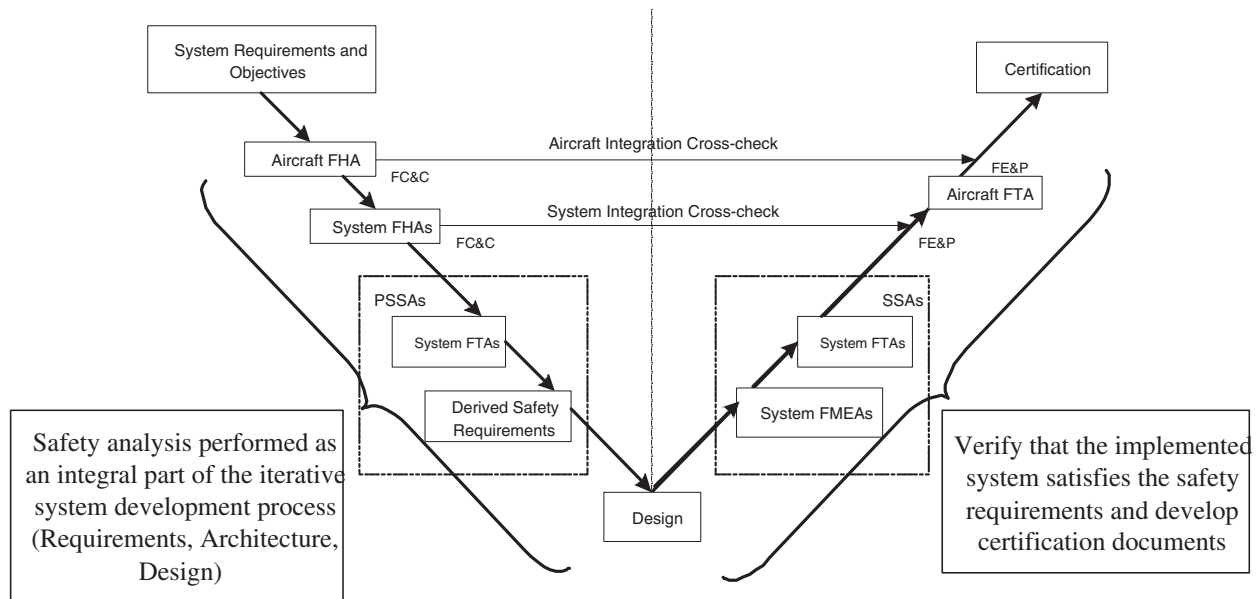 System Requirements and
Objectives
Certification
Aircraft Integration Cross-check
Aircraft FHA
FC&C
FE&P
Aircraft FTA
System Integration Cross-check
System FHAs
FC&C
FE&P
PSSAs
SSAs
System FTAs
System FTAs
Derived Safety
Requirements
System FMEAs
Design
Safety analysis performed as
an integral part of the iterative
system development process
(Requirements, Architecture,
Design)
Verify that the implemented
system satisfies the safety
requirements and develop
certification documents